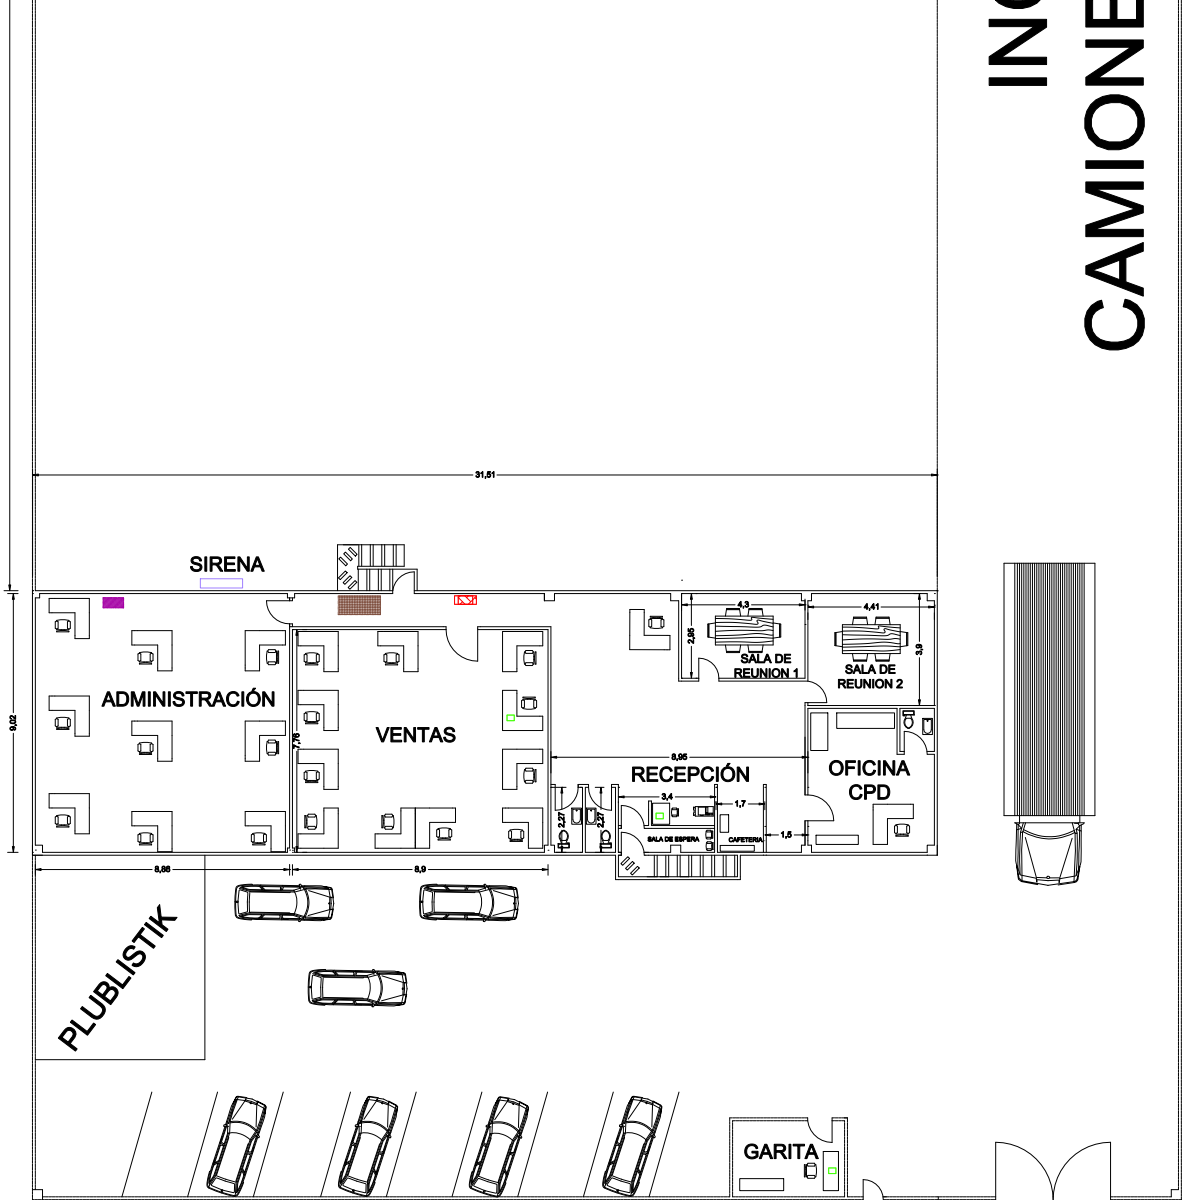 ING
CAMIONE
31,51
SIRENA
4,3
4,41
2,95
3,9
SALA DE
REUNION 1
SALA DE
REUNION 2
ADMINISTRACIÓN
9,02
VENTAS
7,76
8,95
RECEPCIÓN
OFICINA
CPD
3,4
1,7
2,27
2,27
1,5
SALA DE ESPERA
CAFETERIA
8,86
8,9
PLUBLISTIK
GARITA